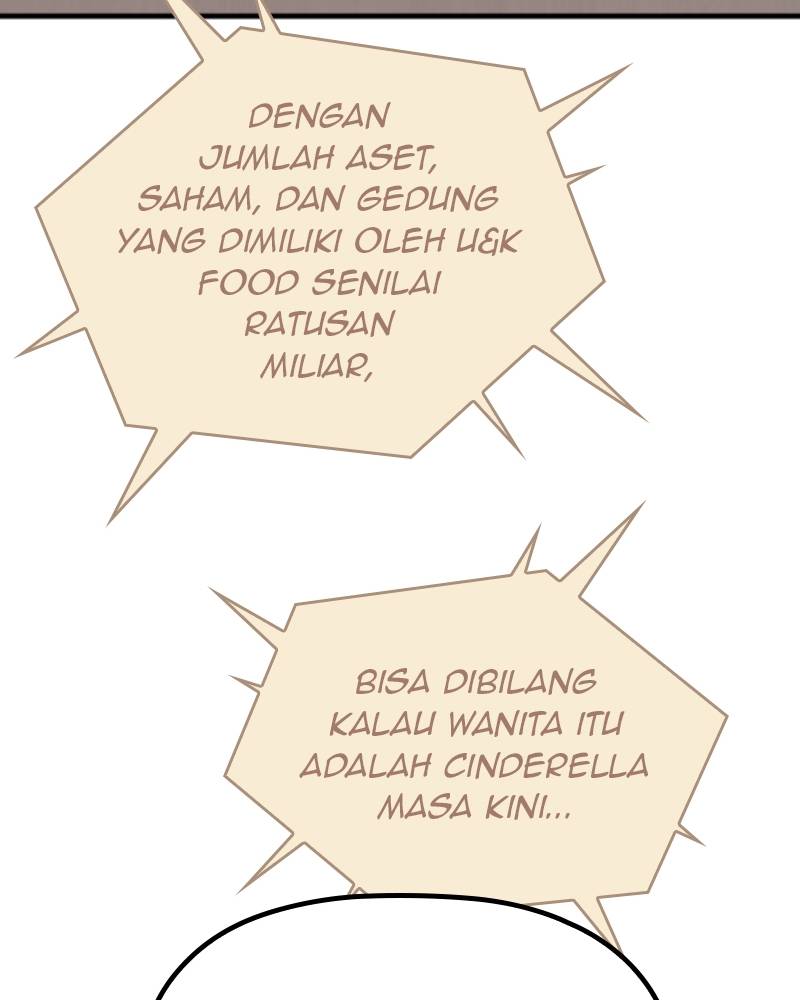 DENGAN
JUMLAH ASET,
SAHAM, DAN GEDUNG
YANG DIMILIKI OLEH U&K
FOOD SENILAI
RATUSAN
MILIAR,
BISA DIBILANG
KALAU WANITA ITU
ADALAH CINDERELLA
MASA KINI...